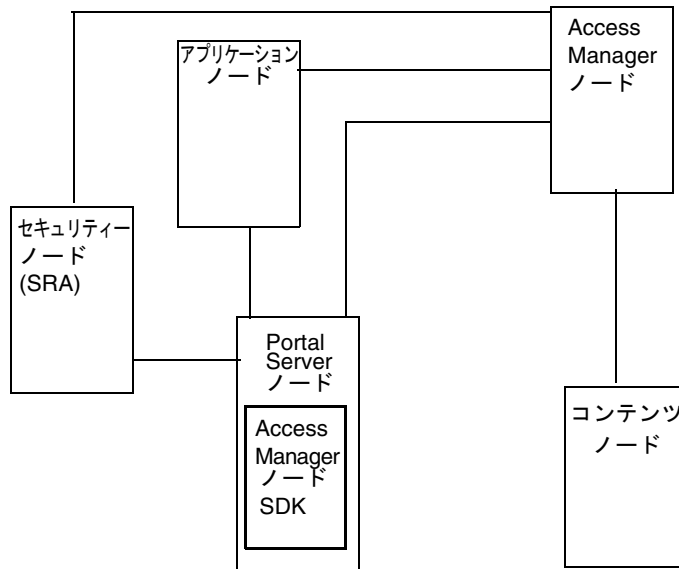 アプリケーション
ノード
Access
Manager
ノード
セキュリティー
ノード
(SRA)
Portal
Server
ノード
Access
Manager
ノード
SDK
コンテンツ
ノード